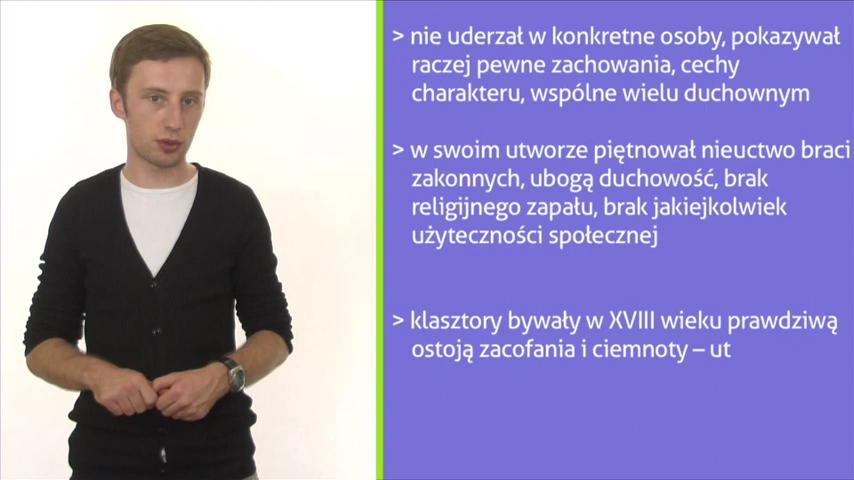 > nie uderzał w konkretne osoby, pokazywał
raczej pewne zachowania, cechy
charakteru, wspólne wielu duchownym
> w swoim utworze piętnował nieuctwo braci
zakonnych, ubogą duchowość, brak
religijnego zapału, brak jakiejkolwiek
użyteczności społecznej
> klasztory bywały w XVIII wieku prawdziwą
ostoją zacofania i ciemnoty – ut